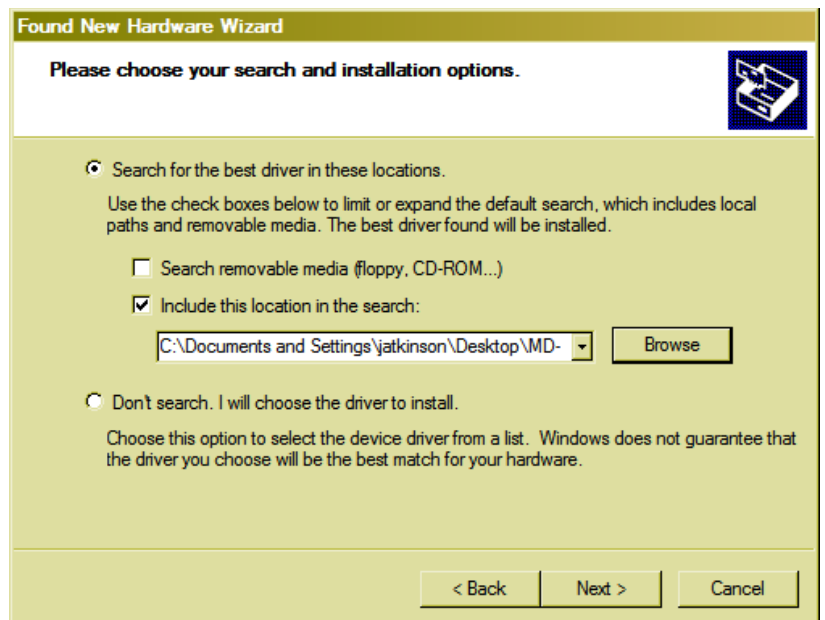 Found New Hardware Wizard
Please choose your search and installation options.
Search for the best driver in these locations.
Use the check boxes below to limit or expand the default search, which includes local
paths and removable media. The best driver found will be installed.
Search removable media (floppy, CD-ROM...)
Include this location in the search:
C:\Documents and Settings\jatkinson\Desktop\MD-
Browse
Don't search. I will choose the driver to install.
Choose this option to select the device driver from a list. Windows does not guarantee that
the driver you choose will be the best match for your hardware.
< Back Next > Cancel